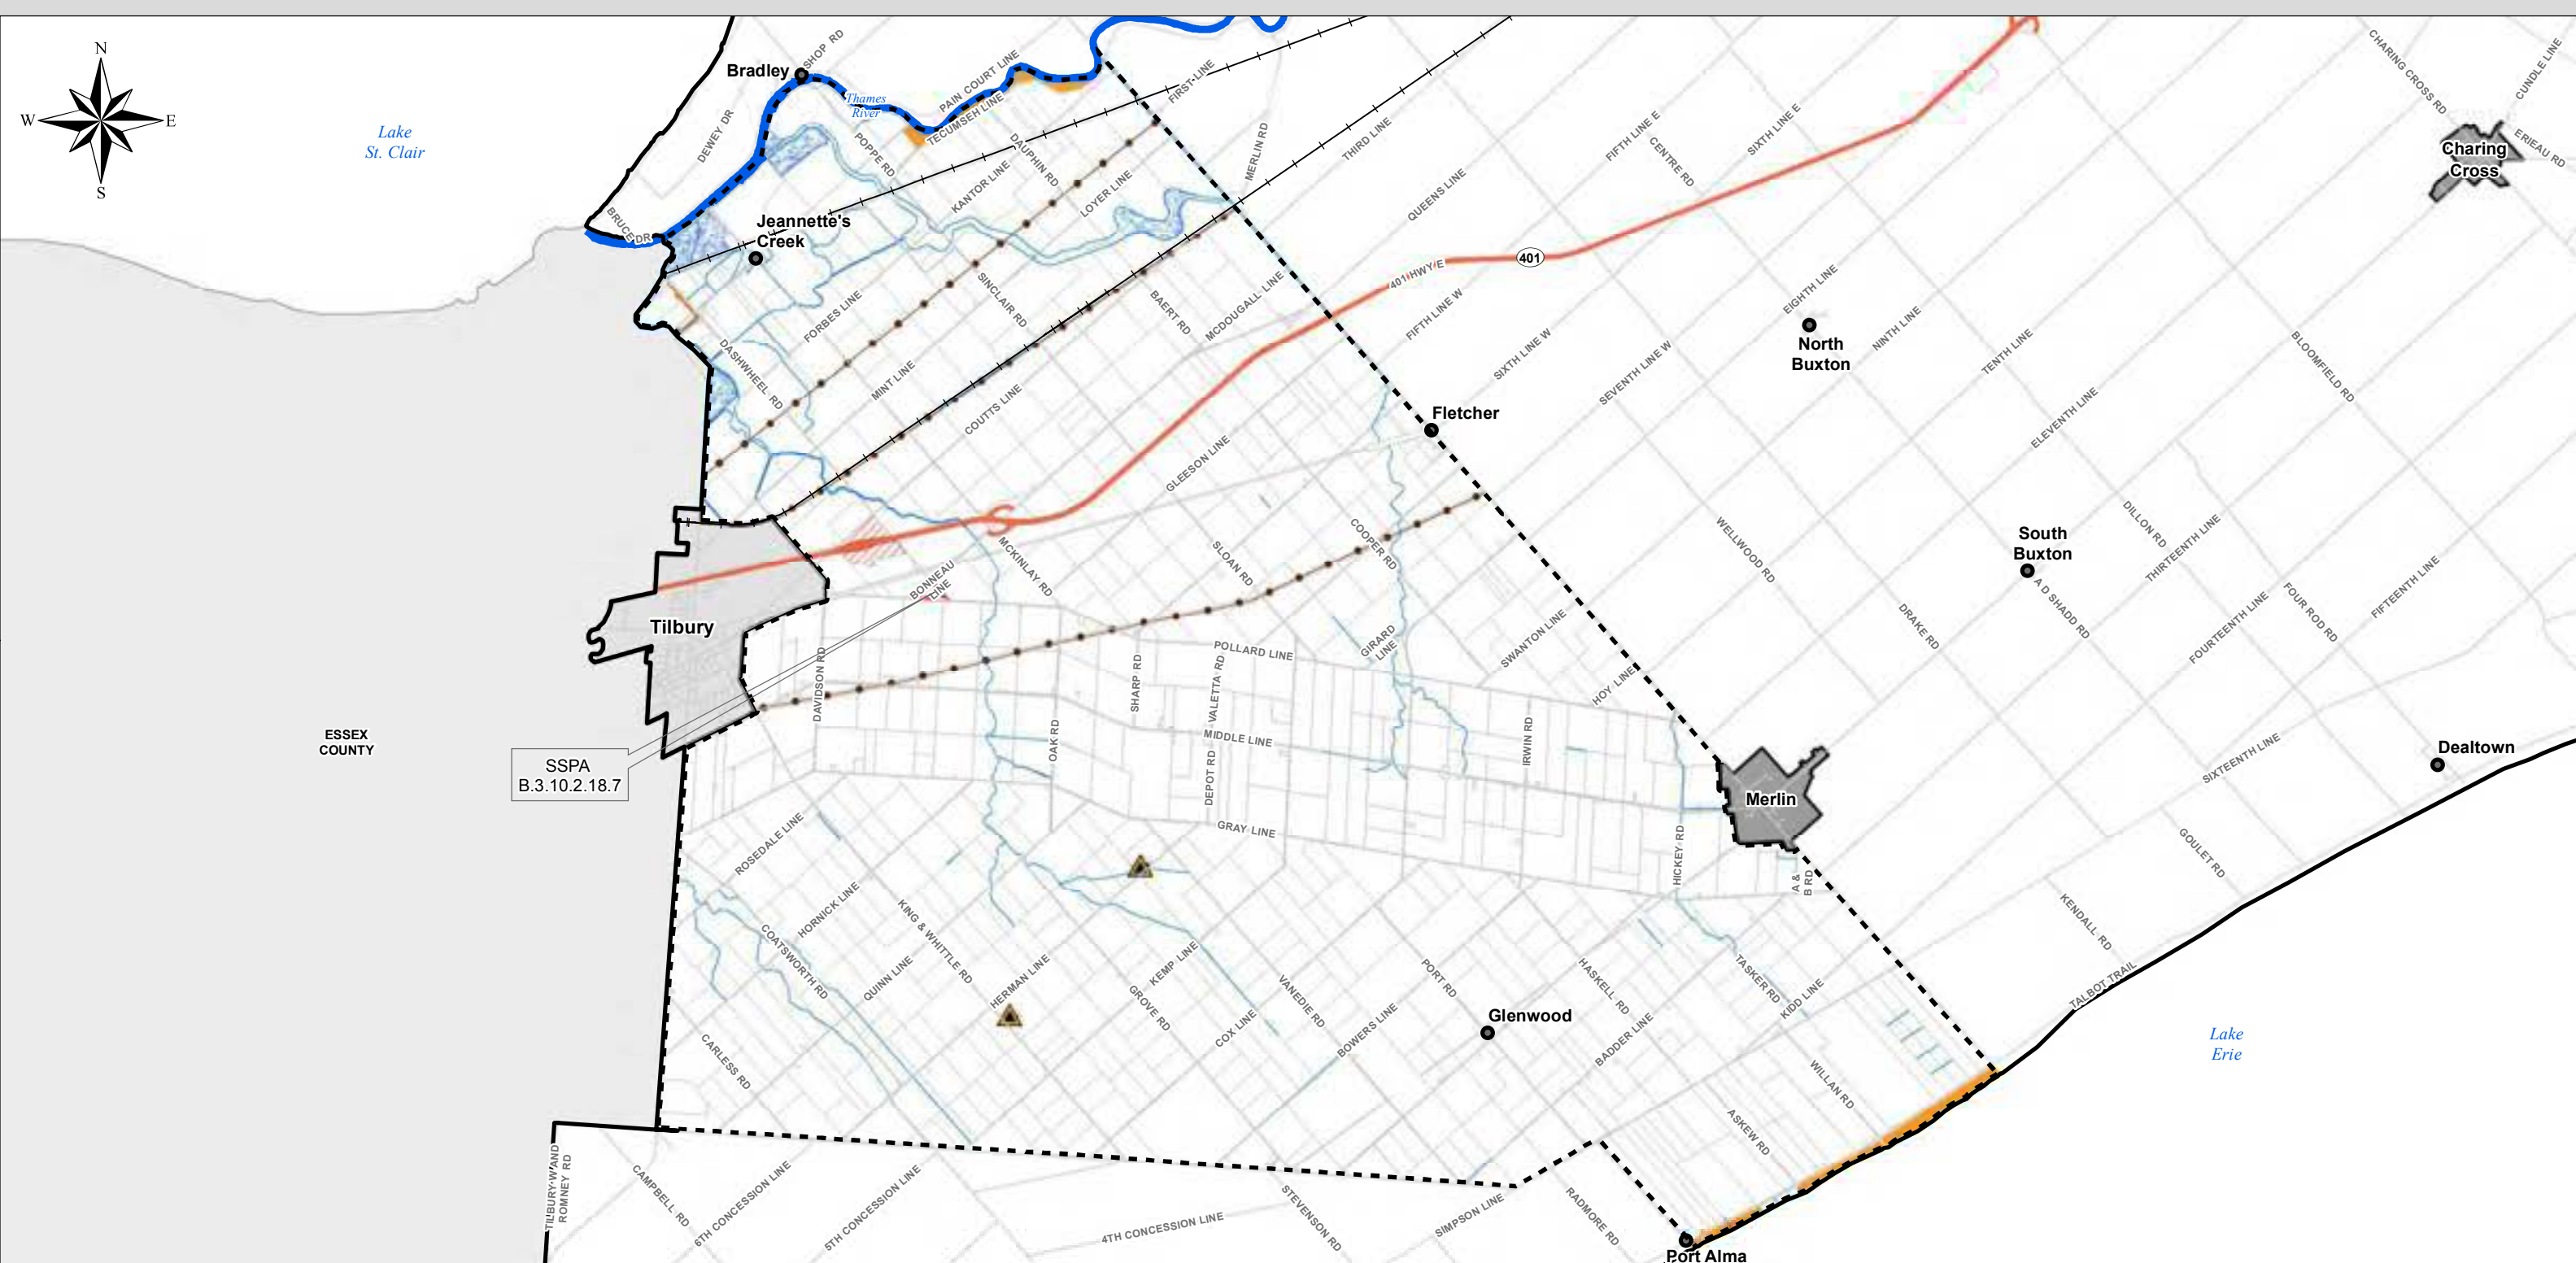 N
W
E
S
Lake
St. Clair
Bradley
SHOP RD
DEWEY DR
Thames
River
PAIN COURT LINE
TECUMSEH LINE
POPPE RD
DAUPHIN RD
KANTOR LINE
LOYER LINE
FIRST LINE
MERLIN RD
THIRD LINE
BRUCE DR
Jeannette's
Creek
QUEENS LINE
FIFTH LINE E
CENTRE RD
SIXTH LINE E
CHARING CROSS RD
CUNDLE LINE
ERIEAU RD
Charing
Cross
401
401 HWY E
FORBES LINE
SINCLAIR RD
BAERT RD
MCDOUGALL LINE
FIFTH LINE W
SIXTH LINE W
SEVENTH LINE W
EIGHTH LINE
North
Buxton
NINTH LINE
TENTH LINE
ELEVENTH LINE
BLOOMFIELD RD
DASHWHEEL RD
MINT LINE
COUTTS LINE
GLEESON LINE
Fletcher
MCKINLAY RD
SLOAN RD
COOPER RD
WELLWOOD RD
South
Buxton
DILLON RD
THIRTEENTH LINE
A D SHADD RD
FOURTEENTH LINE
FOUR ROD RD
FIFTEENTH LINE
DRAKE RD
BONNEAU
LINE
Tilbury
DAVIDSON RD
SHARP RD
VALETTA RD
POLLARD LINE
GIRARD
LINE
SWANTON LINE
HOY LINE
ESSEX
COUNTY
SSPA
B.3.10.2.18.7
OAK RD
DEPOT RD
MIDDLE LINE
IRWIN RD
SIXTEENTH LINE
Dealtown
Merlin
ROSEDALE LINE
GRAY LINE
HICKEY RD
A &
B RD
GOULET RD
KENDALL RD
HORNICK LINE
COATSWORTH RD
KING & WHITTLE RD
QUINN LINE
HERMAN LINE
KEMP LINE
GROVE RD
COX LINE
VANEDIE RD
BOWERS LINE
PORT RD
Glenwood
HASKELL RD
BADDER LINE
TASKER RD
KIDD LINE
TALBOT TRAIL
Lake
Erie
CARLESS RD
WILLAN RD
ASKEW RD
TILBURY W AND
ROMNEY RD
CAMPBELL RD
6TH CONCESSION LINE
5TH CONCESSION LINE
4TH CONCESSION LINE
STEVENSON RD
SIMPSON LINE
RADMORE RD
Port Alma